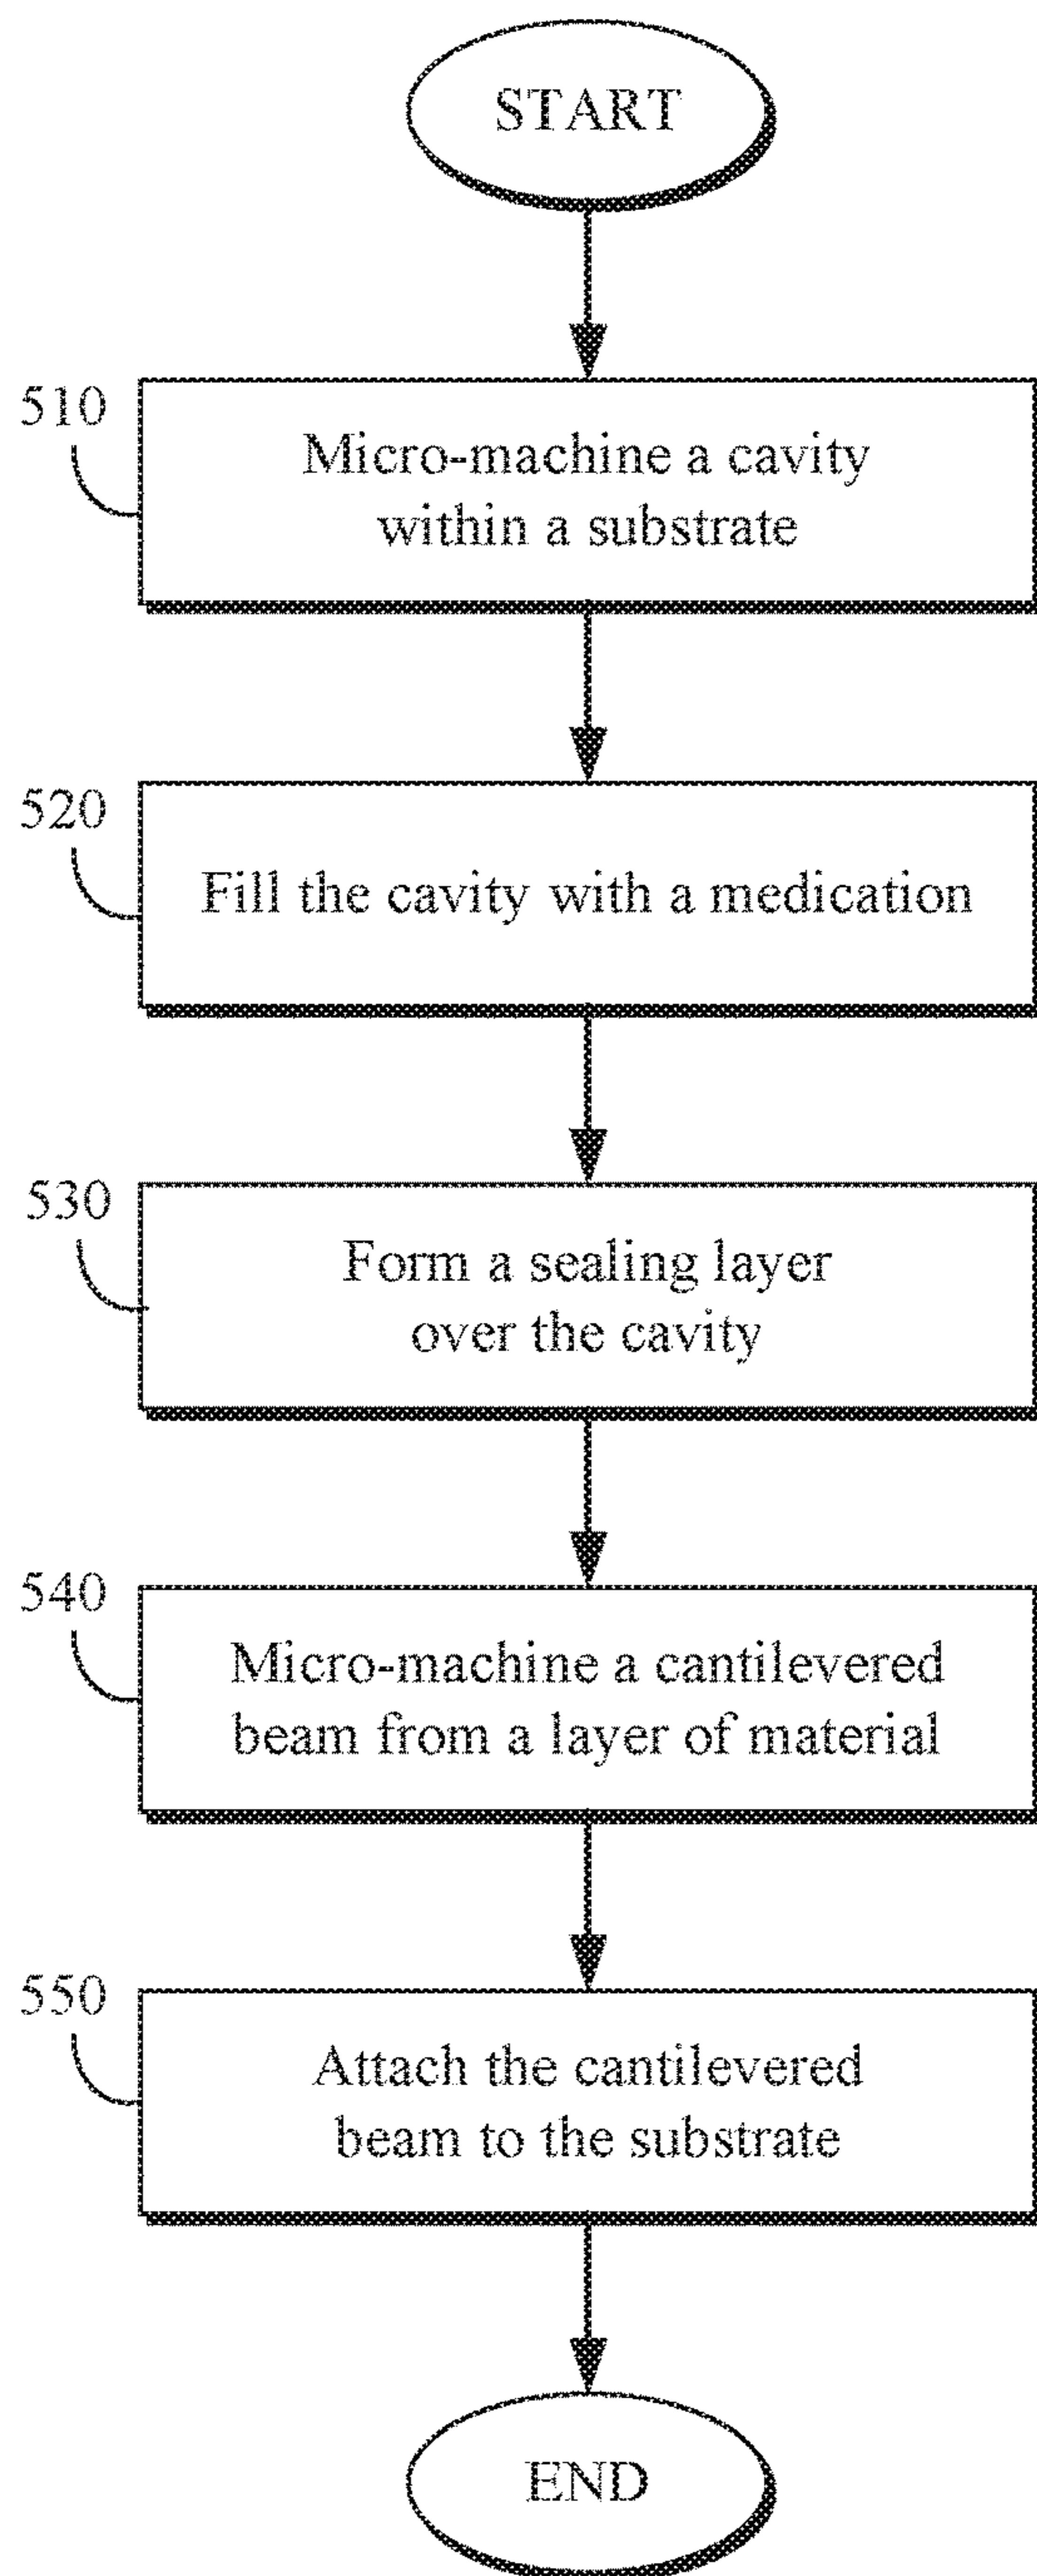 START
510
Micro-machine a cavity
within a substrate
520
Fill the cavity with a medication
530
Form a sealing layer
over the cavity
540
Micro-machine a cantilevered
beam from a layer of material
550
Attach the cantilevered
beam to the substrate
END